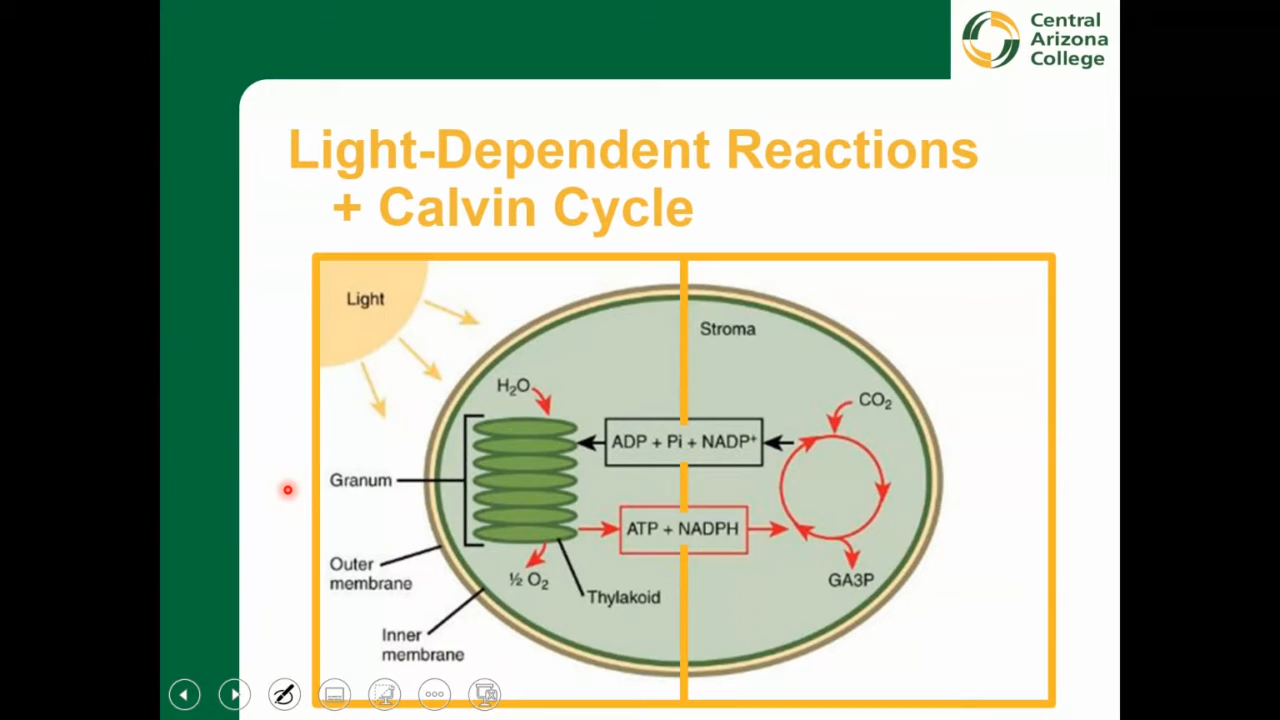 Central
Arizona
College
Light-Dependent Reactions
+ Calvin Cycle
Light
Stroma
H₂O
CO₂
ADP + Pi + NADP⁺
Granum
ATP + NADPH
Outer
membrane
½ O₂
Thylakoid
GA3P
Inner
membrane